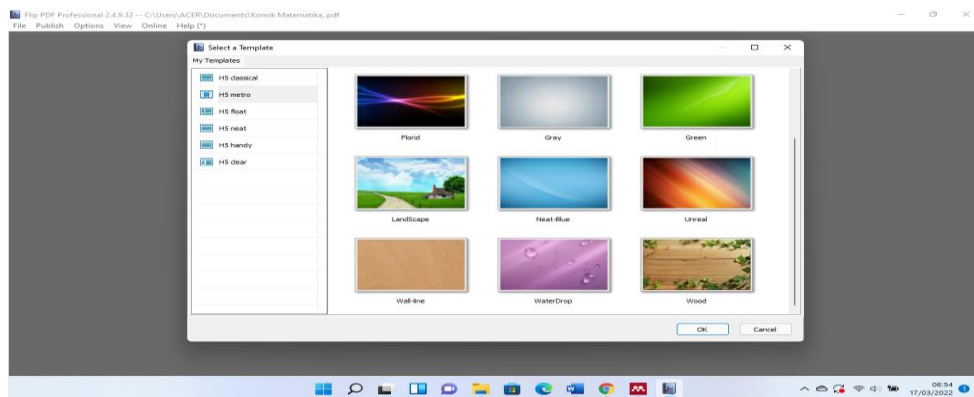 Flip PDF Professional 2.4.9.32 -- C:\Users\ACER\Documents\Komik Matematika,.pdf
File Publish Options View Online Help (*)
Select a Template
My Templates
H5 classical
H5 metro
H5 float
H5 neat
H5 handy
H5 clear
Florid Gray Green
LandScape Neat-Blue Unreal
Wall-line WaterDrop Wood
OK Cancel
06:54
17/03/2022